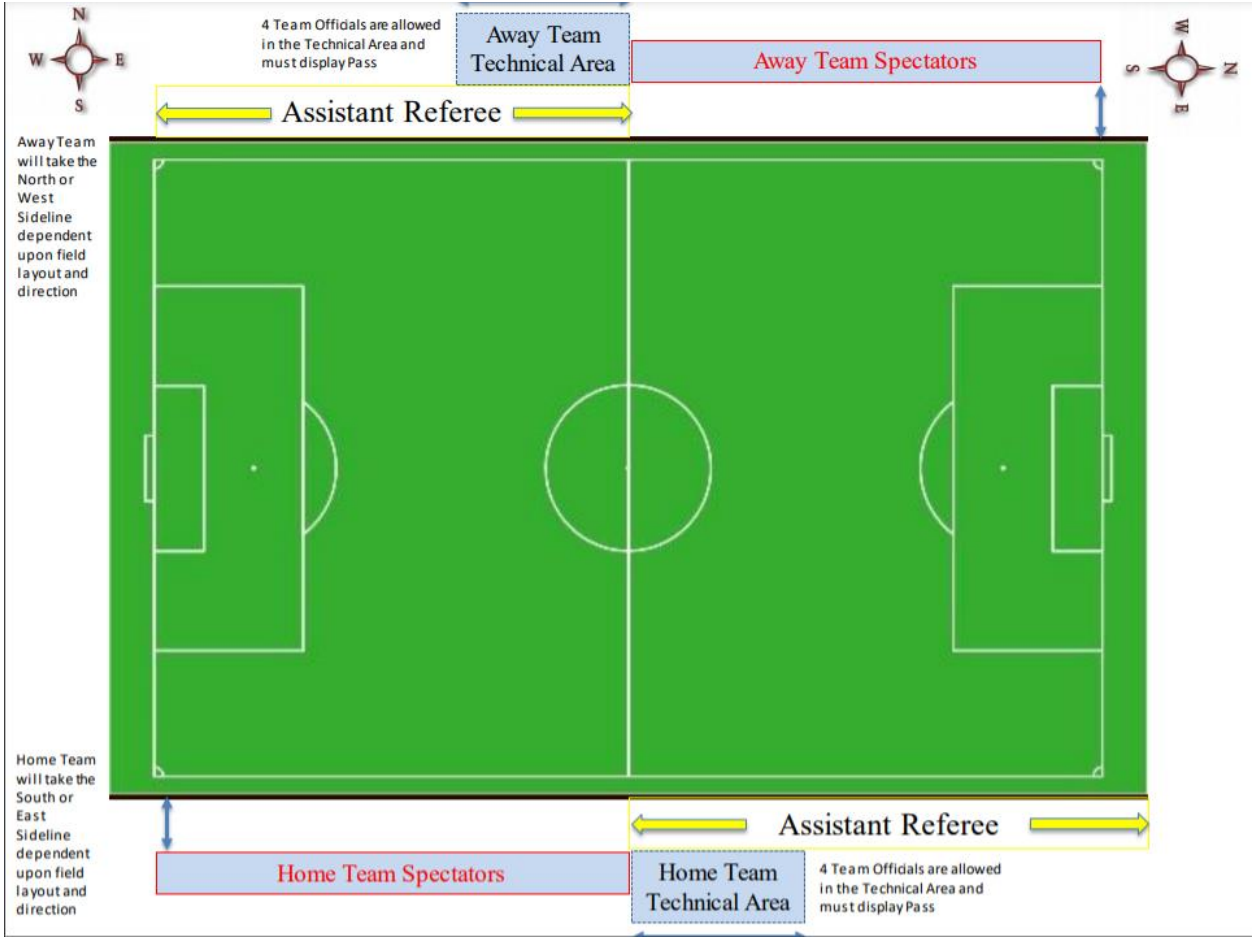 N
W E
S
4 Team Officials are allowed
in the Technical Area and
must display Pass
Away Team
Technical Area
Away Team Spectators
W
S N
E
Assistant Referee
Away Team
will take the
North or
West
Sideline
dependent
upon field
layout and
direction
Home Team
will take the
South or
East
Sideline
dependent
upon field
layout and
direction
Assistant Referee
Home Team Spectators
Home Team
Technical Area
4 Team Officials are allowed
in the Technical Area and
must display Pass